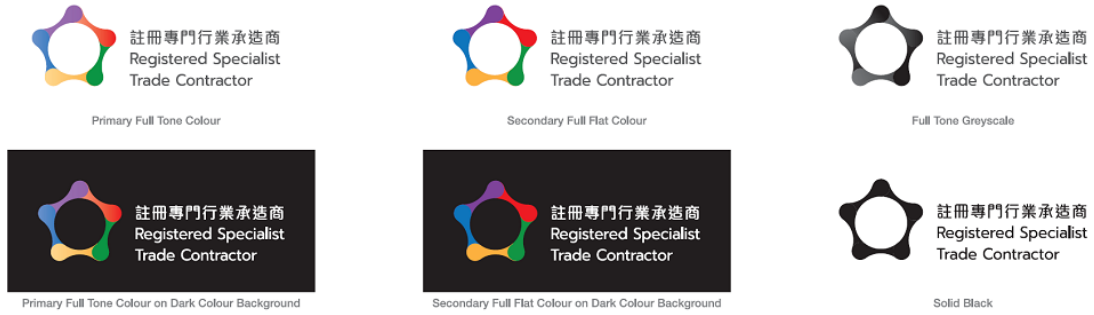 註冊專門行業承造商
Registered Specialist
Trade Contractor
Primary Full Tone Colour
註冊專門行業承造商
Registered Specialist
Trade Contractor
Secondary Full Flat Colour
註冊專門行業承造商
Registered Specialist
Trade Contractor
Full Tone Greyscale
註冊專門行業承造商
Registered Specialist
Trade Contractor
Primary Full Tone Colour on Dark Colour Background
註冊專門行業承造商
Registered Specialist
Trade Contractor
Secondary Full Flat Colour on Dark Colour Background
註冊專門行業承造商
Registered Specialist
Trade Contractor
Solid Black